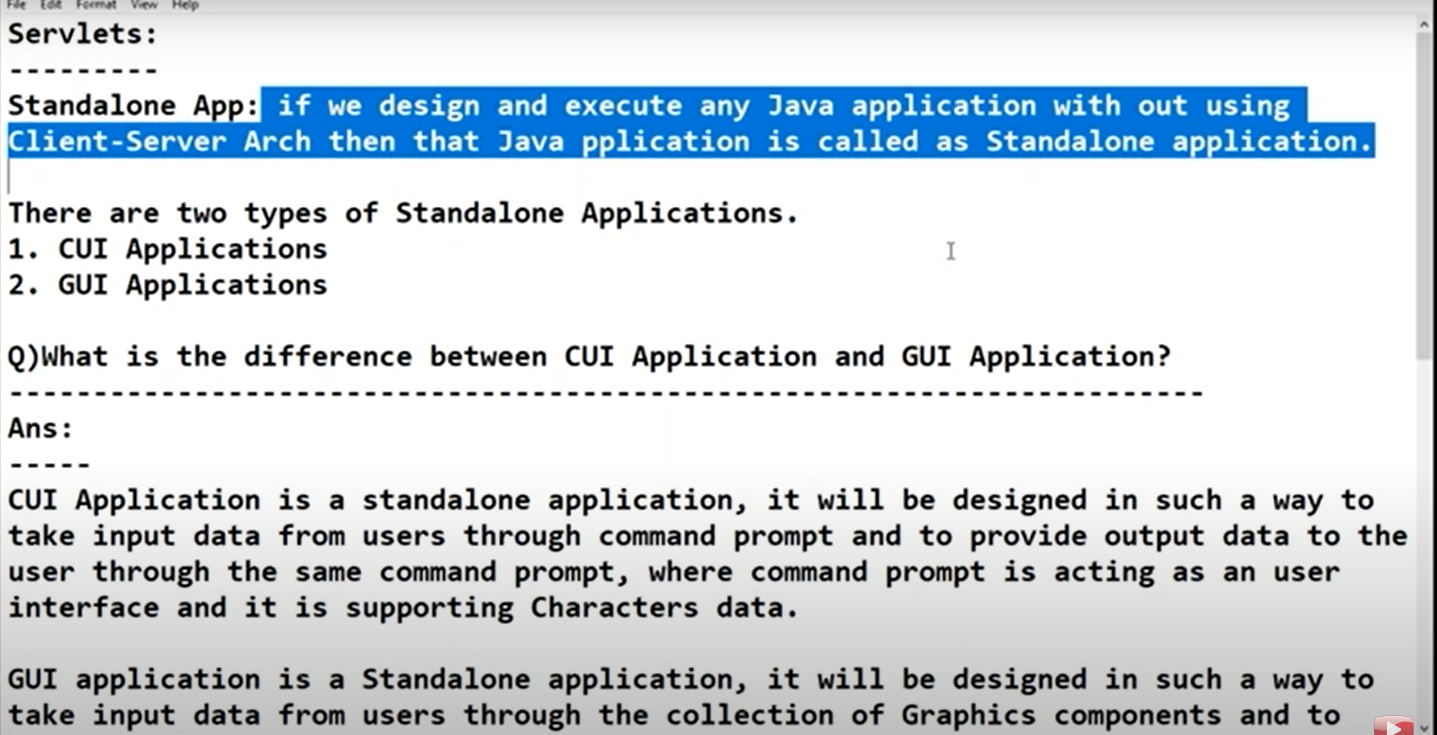 File Edit Format View Help
Servlets:
---------
Standalone App: if we design and execute any Java application with out using
Client-Server Arch then that Java pplication is called as Standalone application.
There are two types of Standalone Applications.
1. CUI Applications
2. GUI Applications
Q)What is the difference between CUI Application and GUI Application?
-----------------------------------------------------------------------
Ans:
-----
CUI Application is a standalone application, it will be designed in such a way to
take input data from users through command prompt and to provide output data to the
user through the same command prompt, where command prompt is acting as an user
interface and it is supporting Characters data.
GUI application is a Standalone application, it will be designed in such a way to
take input data from users through the collection of Graphics components and to